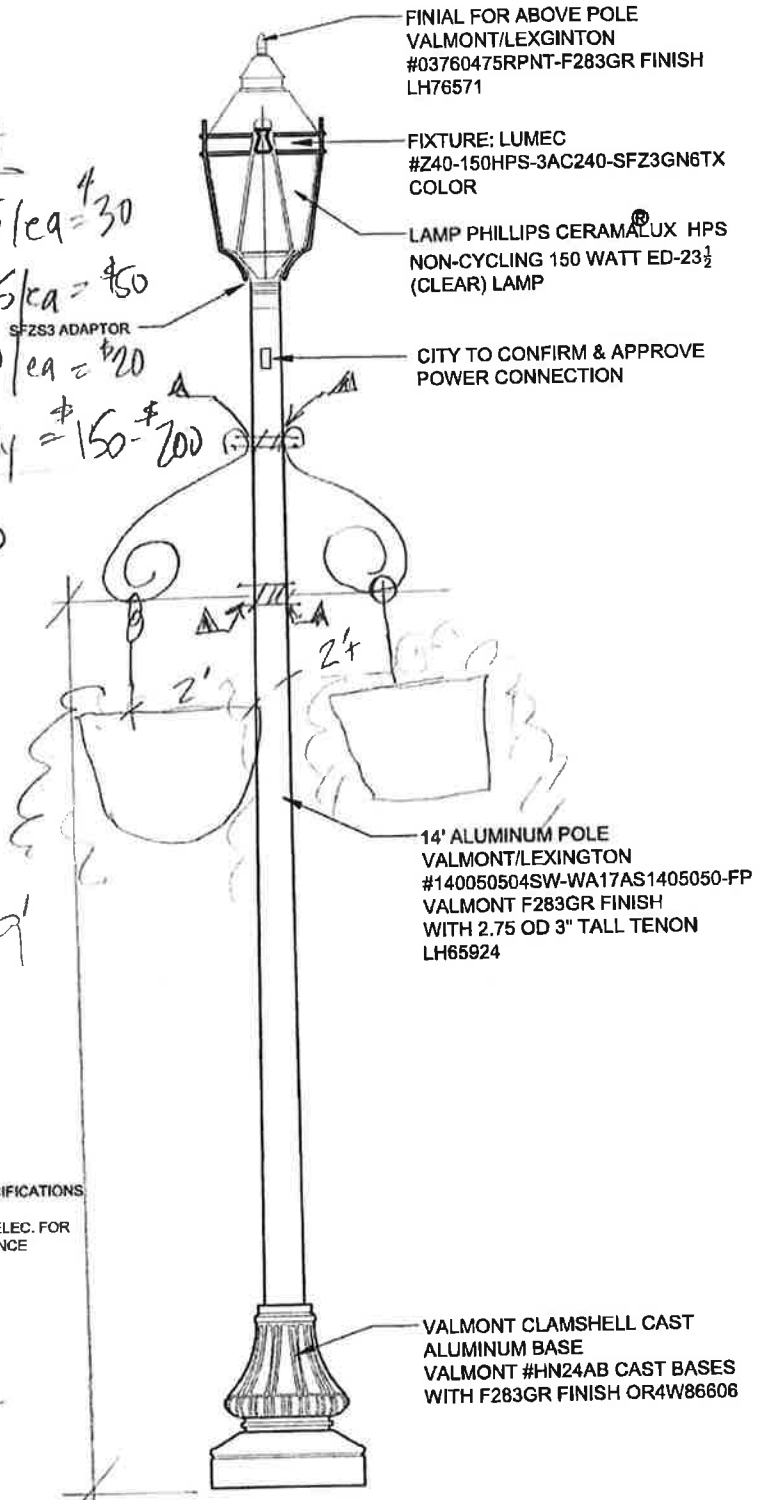 FINIAL FOR ABOVE POLE
VALMONT/LEXGINTON
#03760475RPNT-F283GR FINISH
LH76571
FIXTURE: LUMEC
#Z40-150HPS-3AC240-SFZ3GN6TX
COLOR
LAMP PHILLIPS CERAMALUX ® HPS
NON-CYCLING 150 WATT ED-23½
(CLEAR) LAMP
/ea = $30
/ea = $50
SFZS3 ADAPTOR
/ea = $20
= $150-$200
CITY TO CONFIRM & APPROVE
POWER CONNECTION
2'
2'+
14' ALUMINUM POLE
VALMONT/LEXINGTON
#140050504SW-WA17AS1405050-FP
VALMONT F283GR FINISH
WITH 2.75 OD 3" TALL TENON
LH65924
9'
IFICATIONS
ELEC. FOR
NCE
VALMONT CLAMSHELL CAST
ALUMINUM BASE
VALMONT #HN24AB CAST BASES
WITH F283GR FINISH OR4W86606